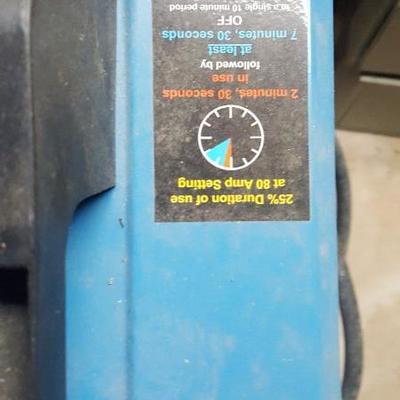 25% Duration of use
at 80 Amp Setting
2 minutes, 30 seconds
in use
followed by
at least
7 minutes, 30 seconds
OFF
in a single 10 minute period